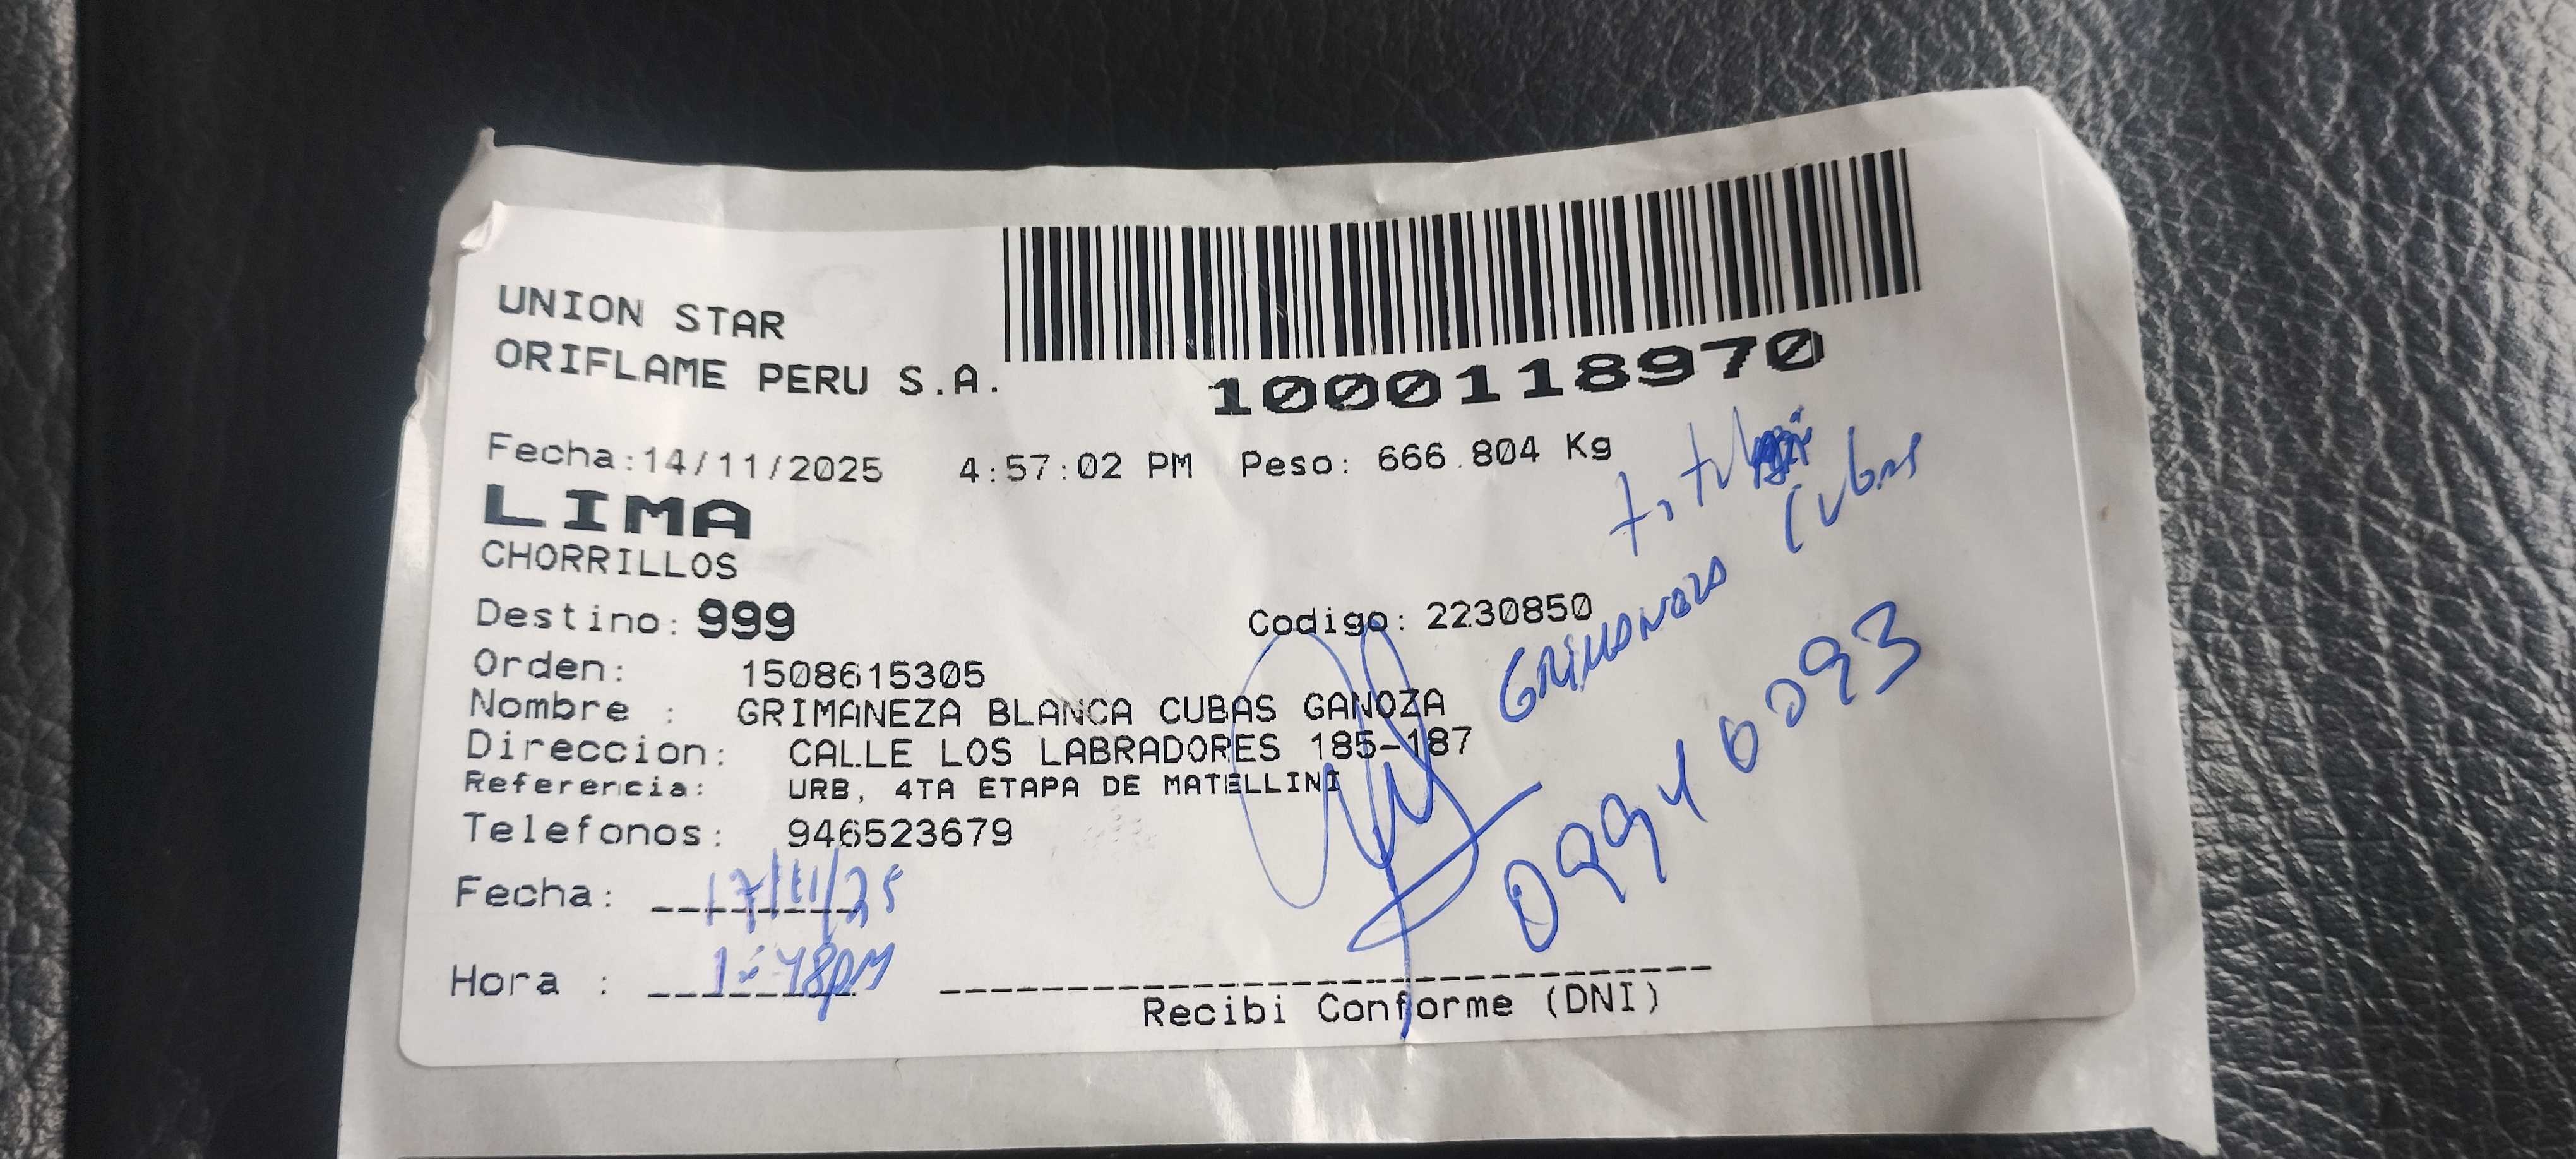 UNION STAR
ORIFLAME PERU S.A.
1000118970
Fecha:14/11/2025 4:57:02 PM Peso: 666.804 Kg
LIMA
CHORRILLOS
Destino: 999 Codigo: 2230850
Orden: 1508615305
Nombre : GRIMANEZA BLANCA CUBAS GANOZA
Direccion: CALLE LOS LABRADORES 185-187
Referencia: URB, 4TA ETAPA DE MATELLINI
Telefonos: 946523679
Fecha: 17/11/25
Hora : 1:48PM
Recibi Conforme (DNI)
Cubas
09940093